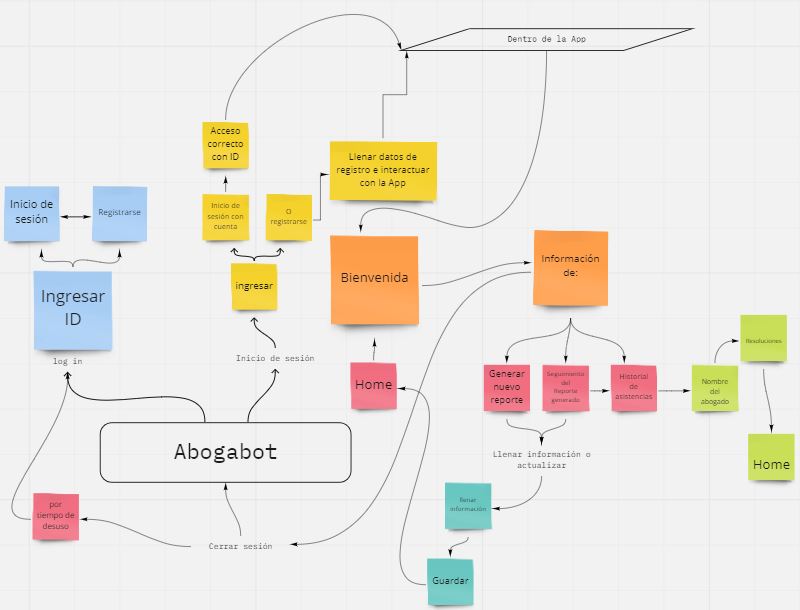 Dentro de la App
Acceso
correcto
con ID
Llenar datos de
registro e interactuar
con la App
Inicio de
sesión
Registrarse
Inicio de
sesión con
cuenta
O
registrarse
Bienvenida
Información
de:
ingresar
Ingresar
ID
log in
Inicio de sesión
Home
Generar
nuevo
reporte
Seguimiento
del
Reporte
generado
Historial
de
asistencias
Nombre
del
abogado
Resoluciones
Home
Abogabot
Llenar información o
actualizar
llenar
información
por
tiempo de
desuso
Cerrar sesión
Guardar